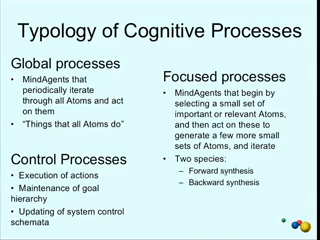 Typology of Cognitive Processes
Global processes
• MindAgents that
periodically iterate
through all Atoms and act
on them
• “Things that all Atoms do”
Control Processes
• Execution of actions
• Maintenance of goal
hierarchy
• Updating of system control
schemata
Focused processes
• MindAgents that begin by
selecting a small set of
important or relevant Atoms,
and then act on these to
generate a few more small
sets of Atoms, and iterate
• Two species:
– Forward synthesis
– Backward synthesis